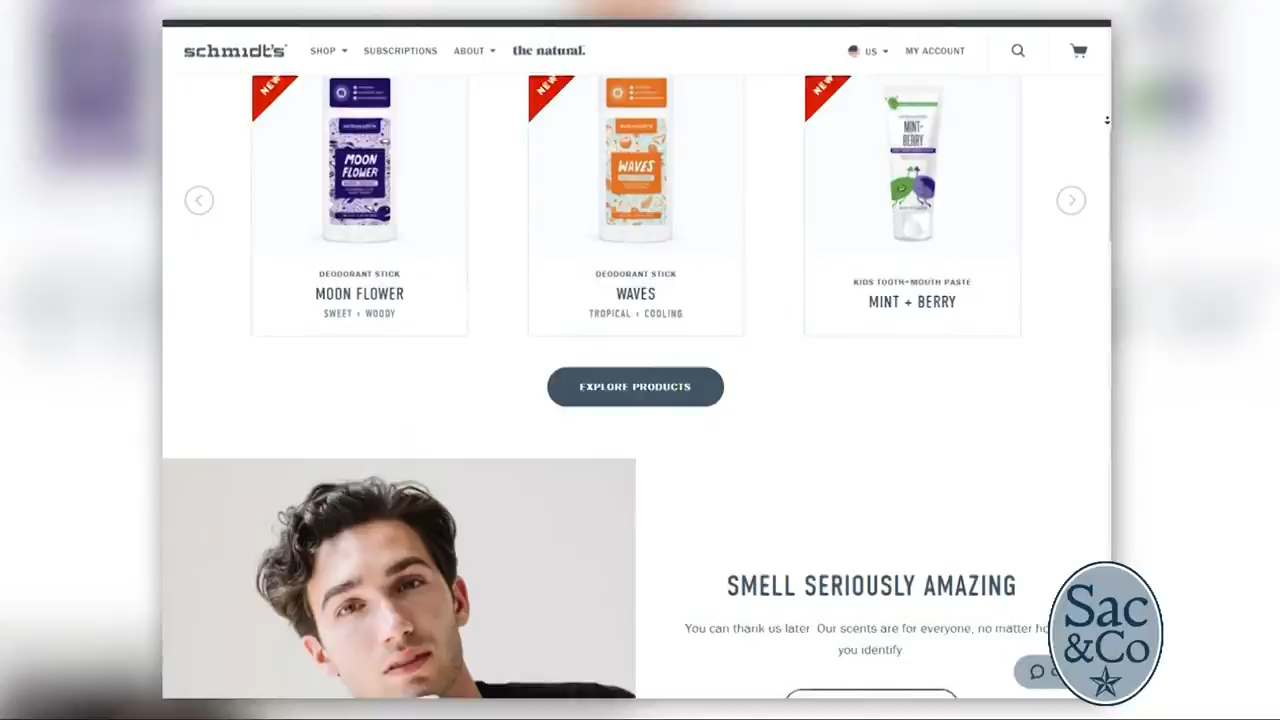 schmidt's
SHOP SUBSCRIPTIONS ABOUT the natural.
US MY ACCOUNT
NEW
NEW
NEW
MOON
FLOWER
WAVES
MINT+
BERRY
DEODORANT STICK
MOON FLOWER
SWEET + WOODY
DEODORANT STICK
WAVES
TROPICAL + COOLING
KIDS TOOTH+MOUTH PASTE
MINT + BERRY
EXPLORE PRODUCTS
SMELL SERIOUSLY AMAZING
You can thank us later. Our scents are for everyone, no matter
you identify
Sac
&Co